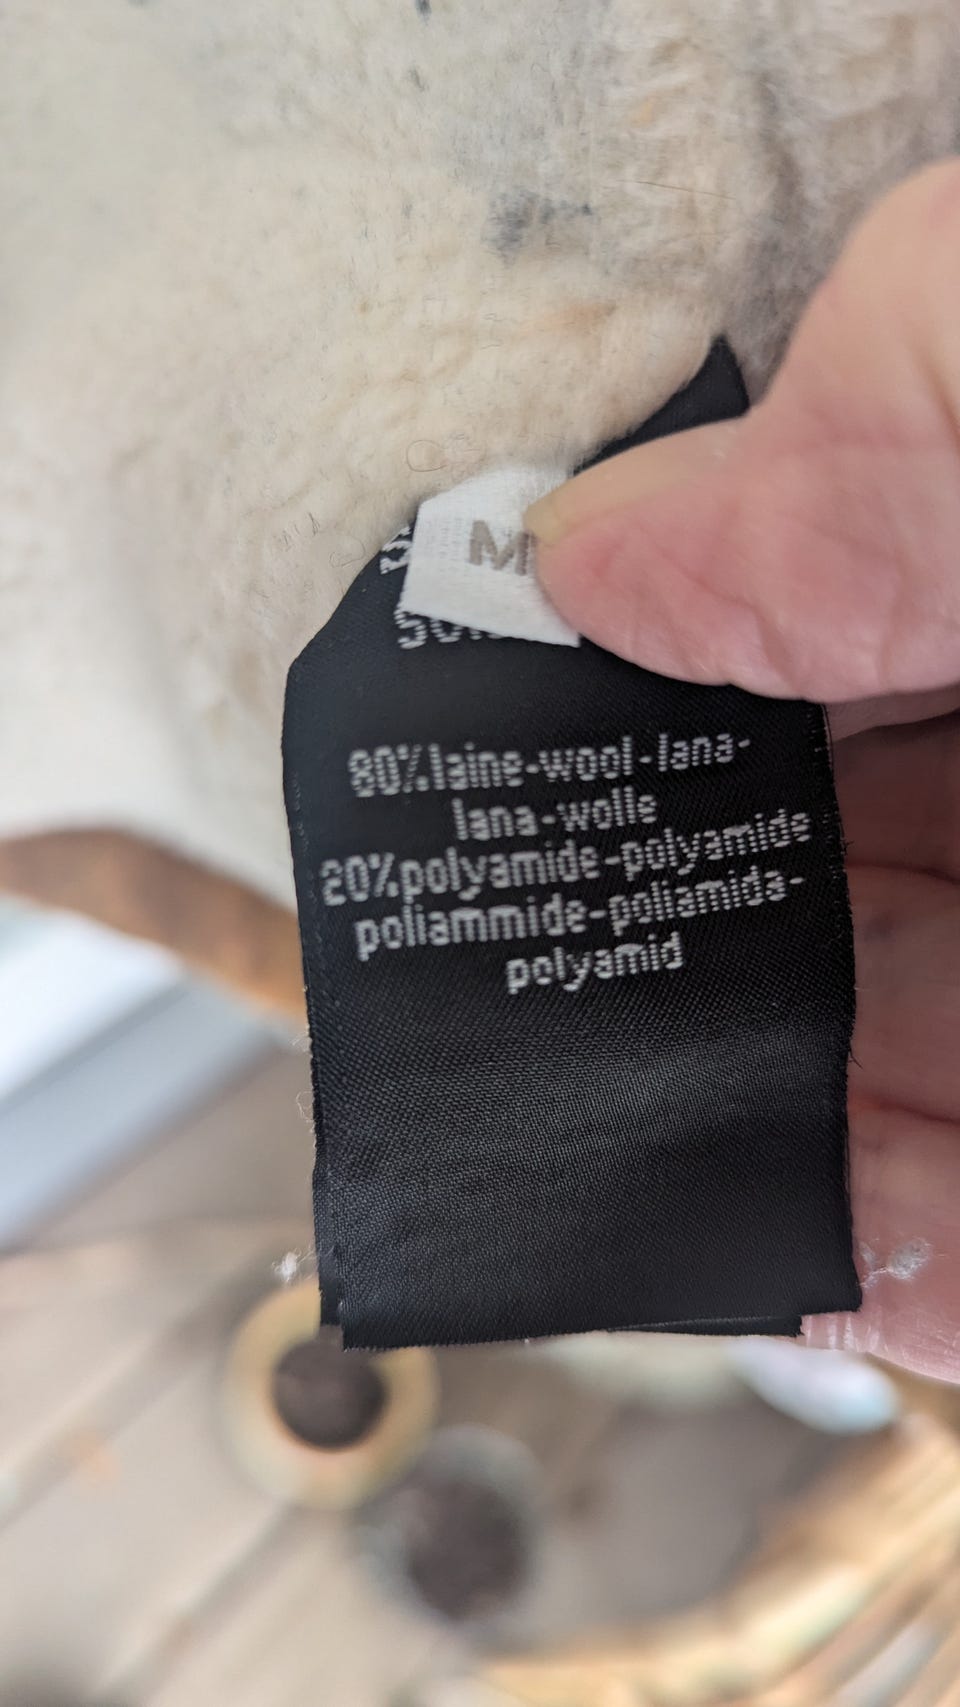 M
80%laine-wool-lana-
lana-wolle
20%polyamide-polyamide
poliammide-poliamida-
polyamid